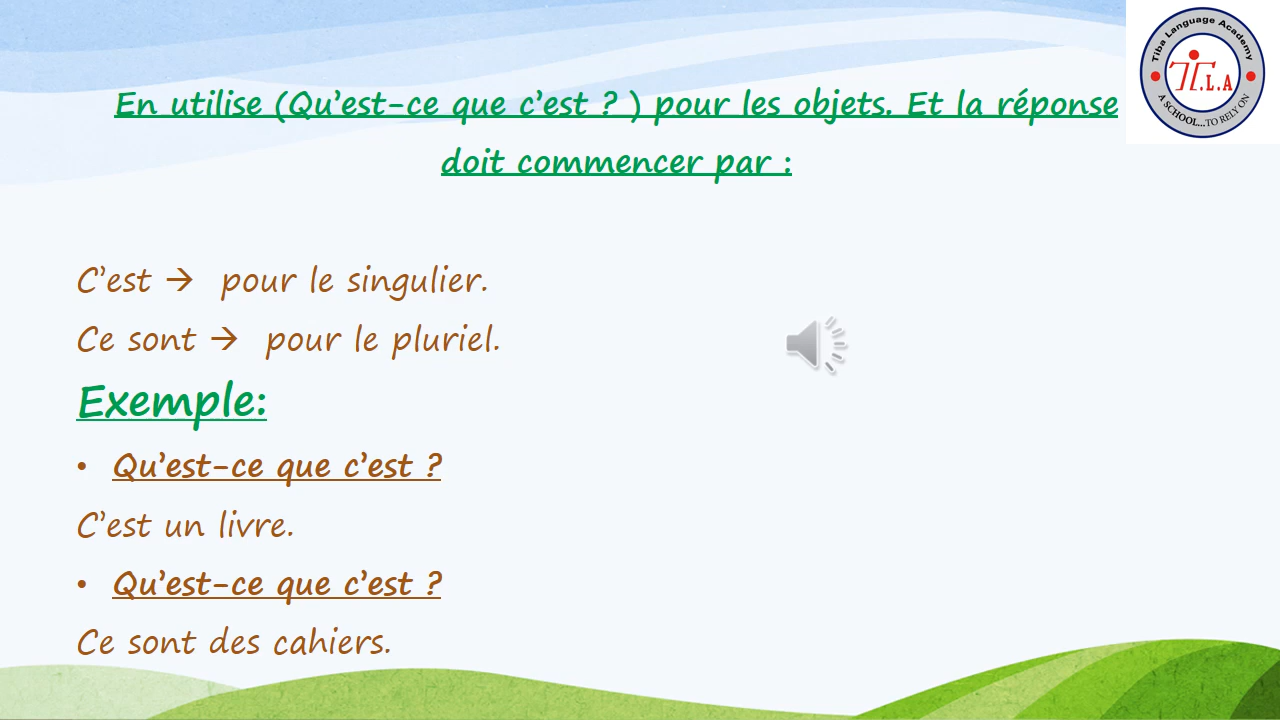 En utilise (Qu’est-ce que c’est ? ) pour les objets. Et la réponse
doit commencer par :
C’est → pour le singulier.
Ce sont → pour le pluriel.
Exemple:
• Qu’est-ce que c’est ?
C’est un livre.
• Qu’est-ce que c’est ?
Ce sont des cahiers.
Tiba Language Academy
T.L.A
A SCHOOL...TO RELY ON